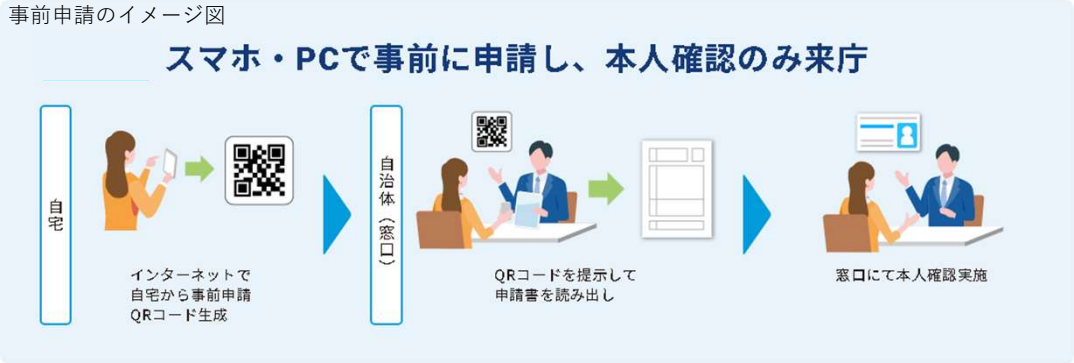 事前申請のイメージ図
スマホ・PCで事前に申請し、本人確認のみ来庁
自宅
インターネットで
自宅から事前申請
QRコード生成
自治体（窓口）
QRコードを提示して
申請書を読み出し
窓口にて本人確認実施